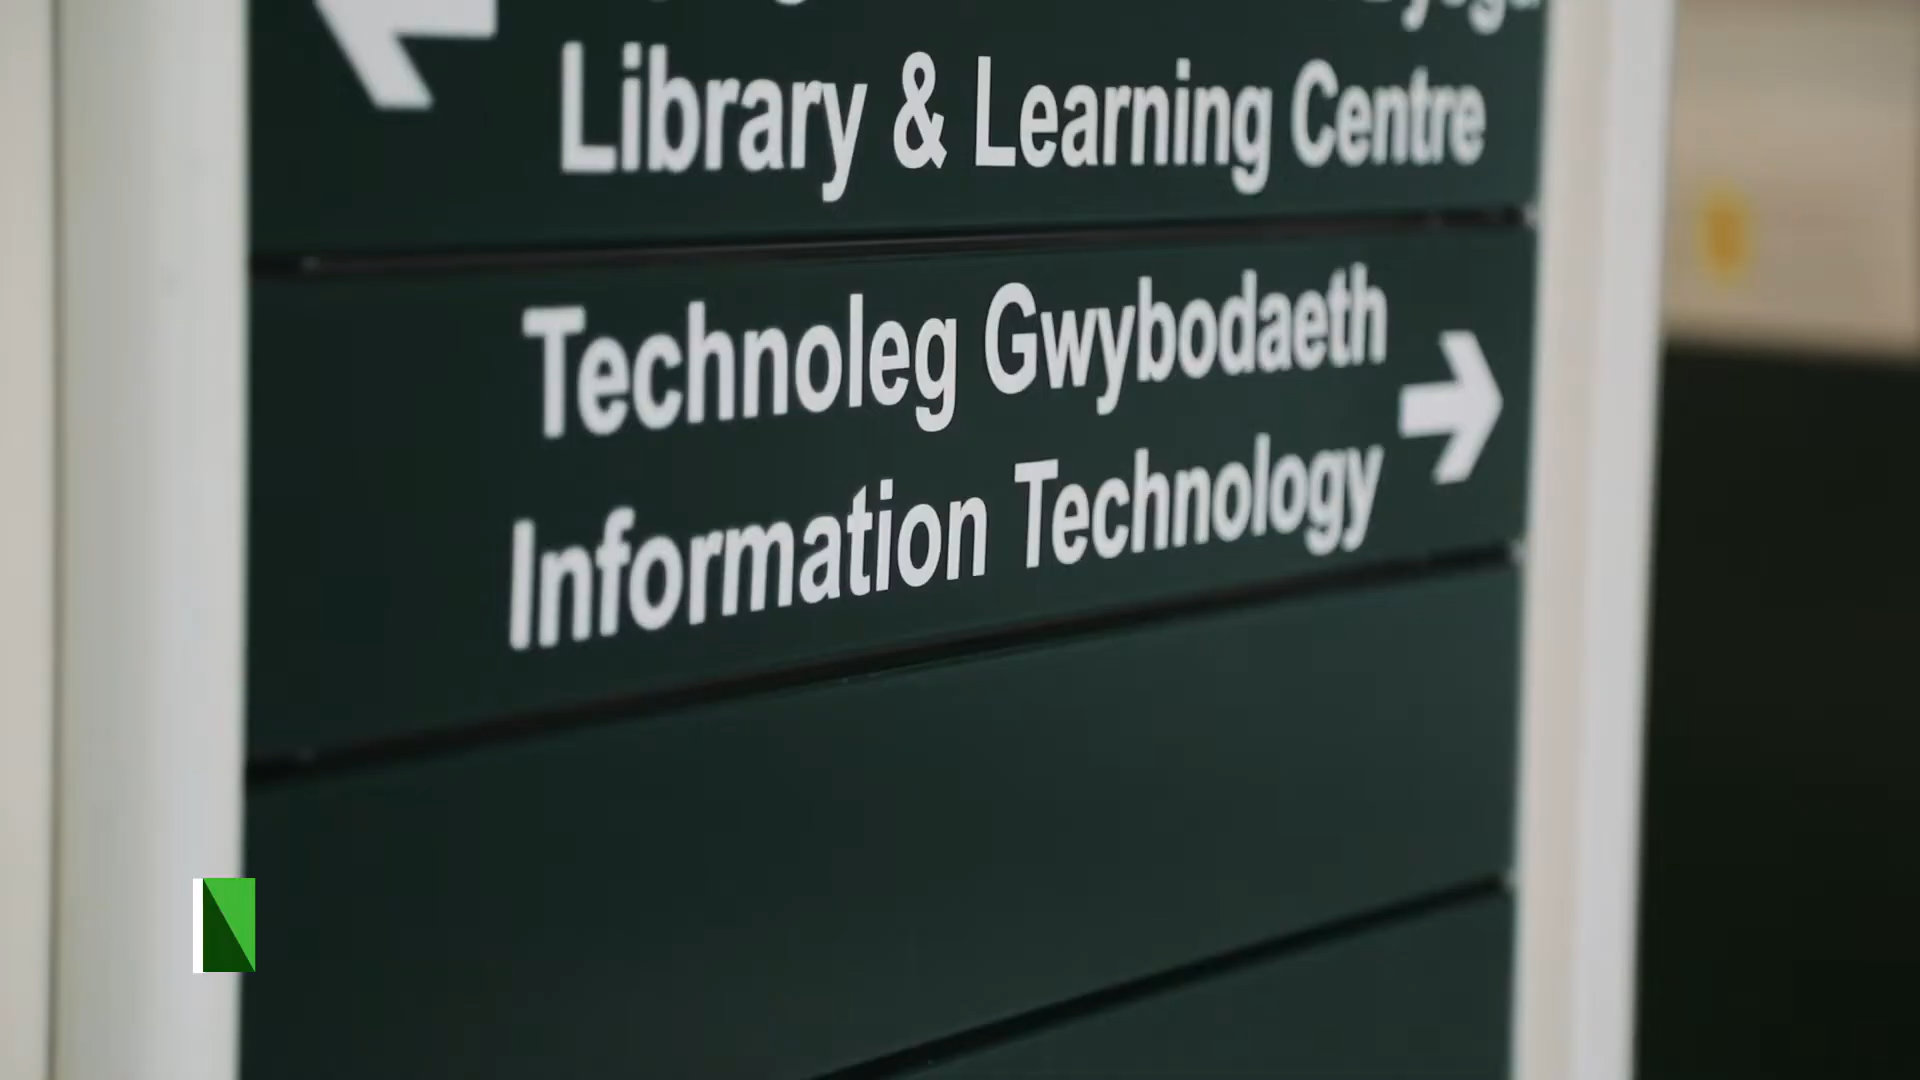 Library & Learning Centre
Technoleg Gwybodaeth
Information Technology